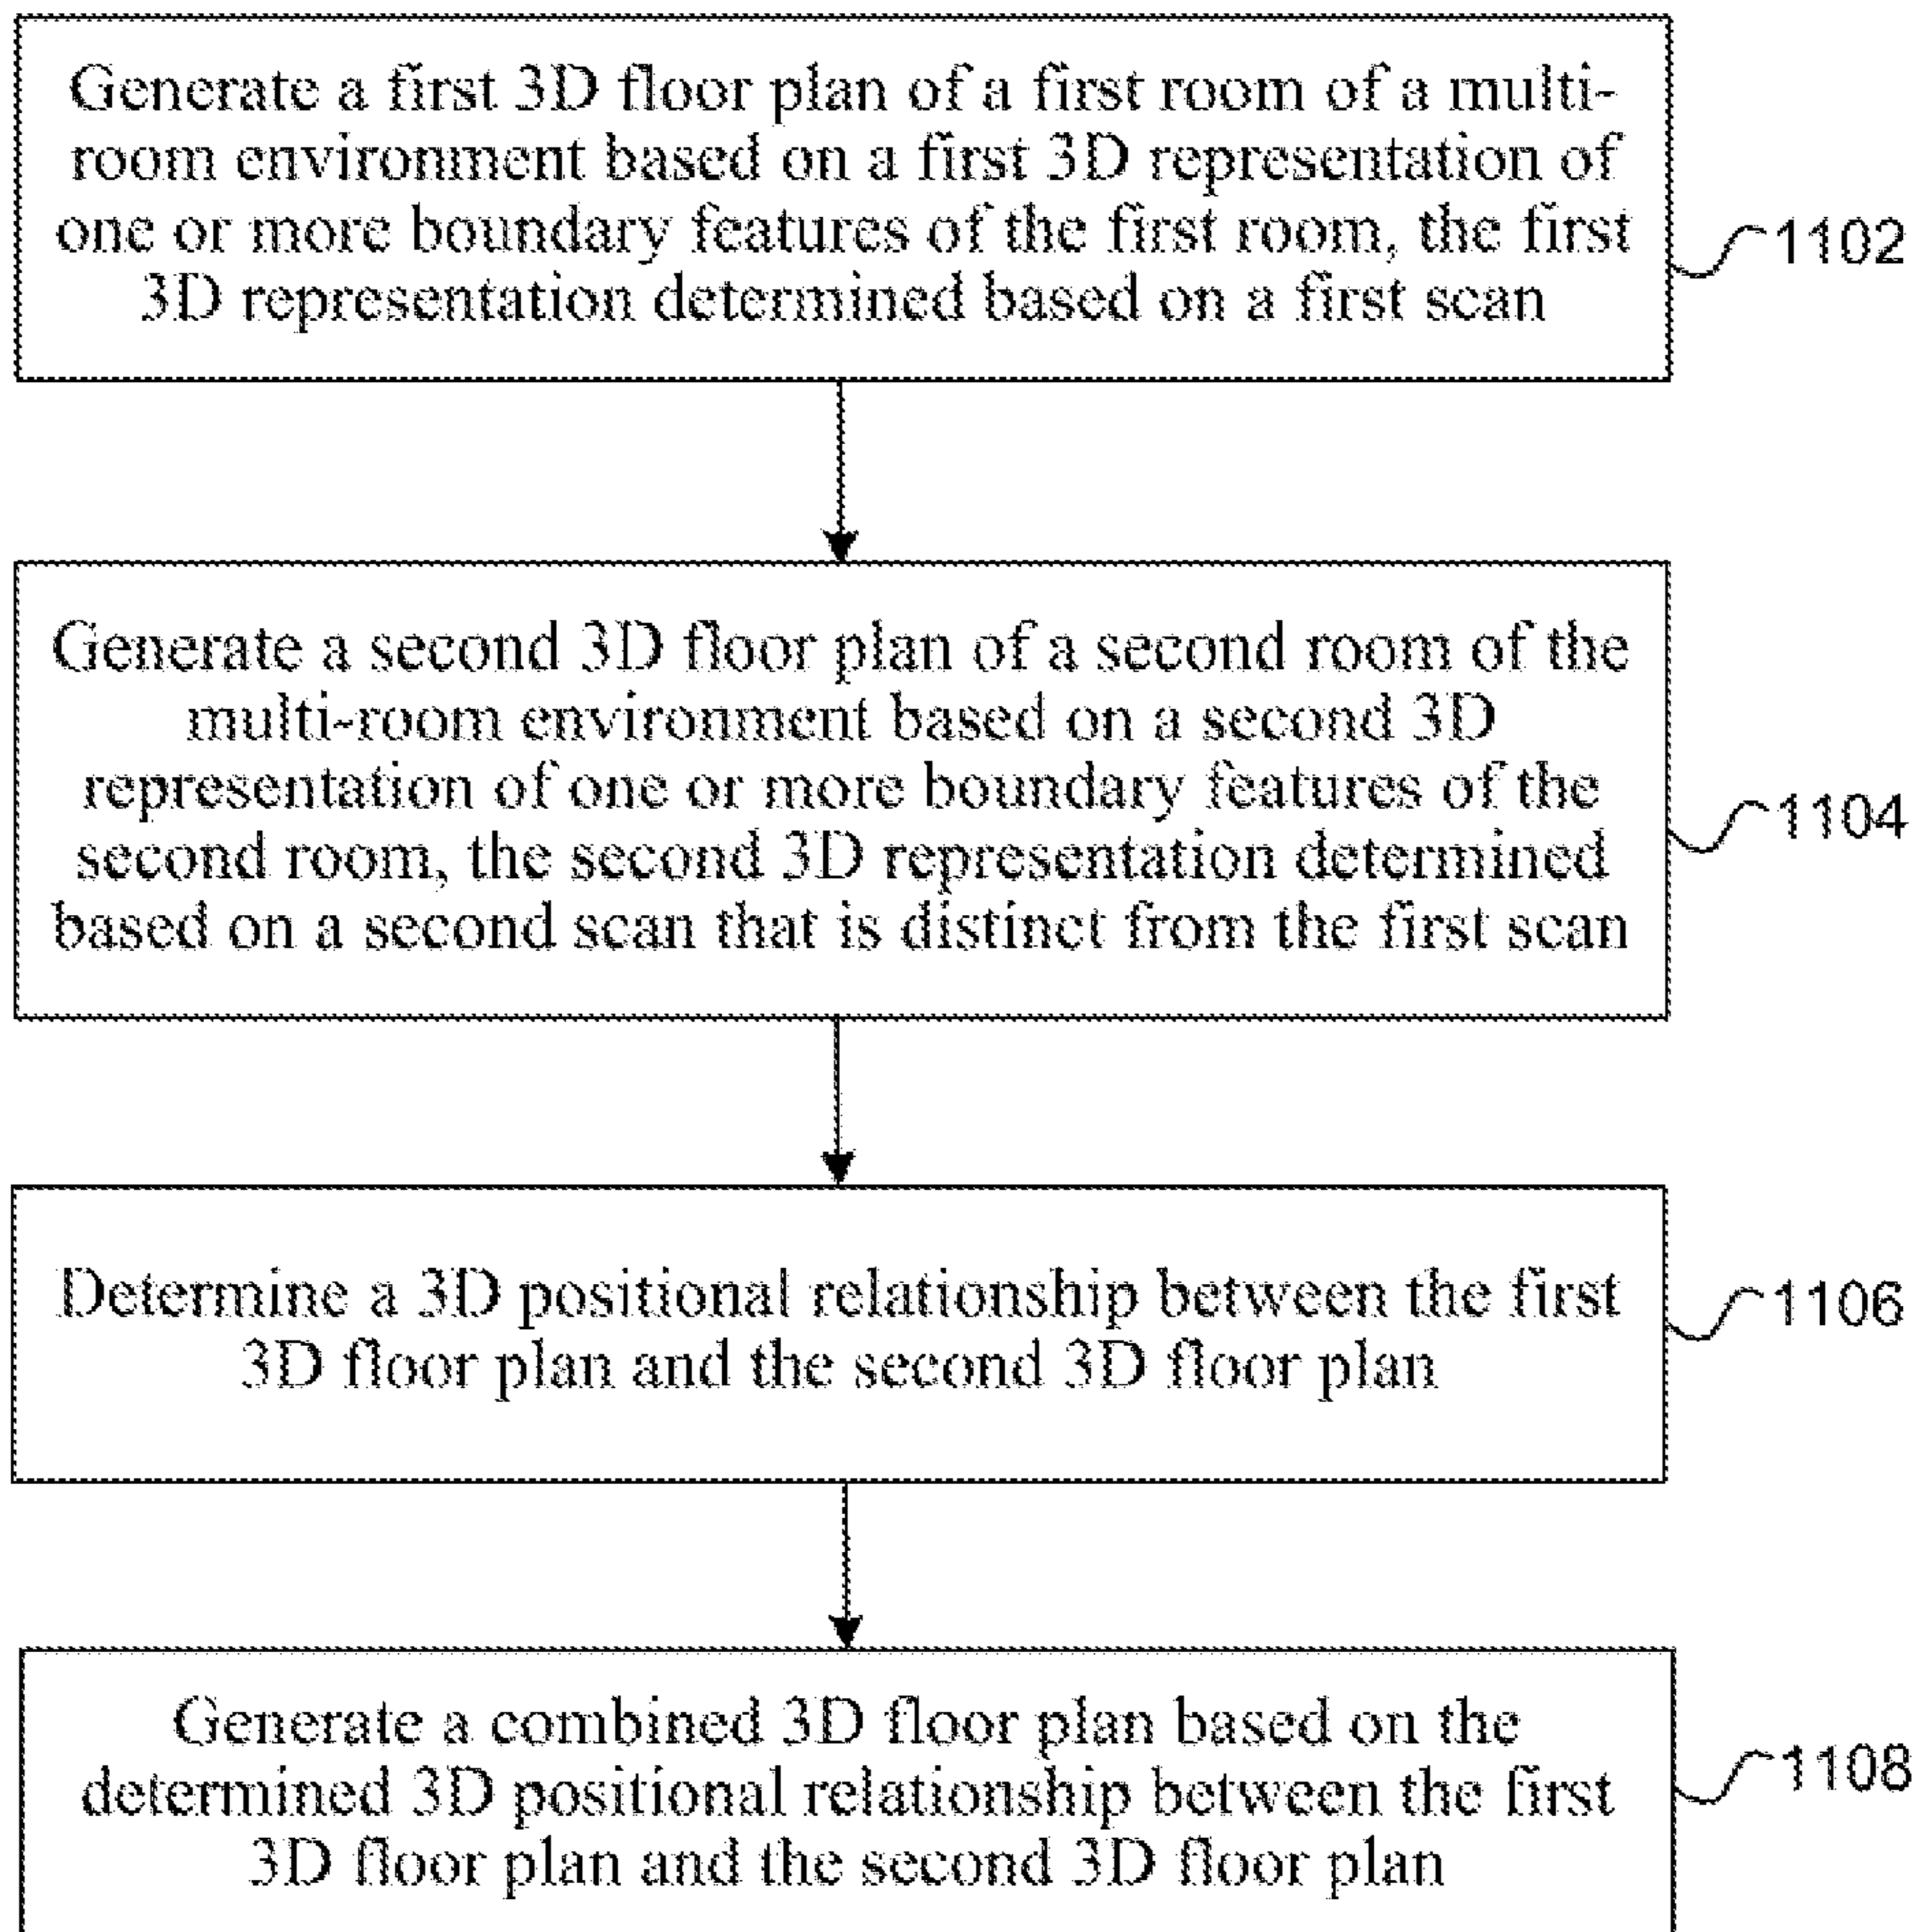 Generate a first 3D floor plan of a first room of a multi-
room environment based on a first 3D representation of
one or more boundary features of the first room, the first
3D representation determined based on a first scan
1102
Generate a second 3D floor plan of a second room of the
multi-room environment based on a second 3D
representation of one or more boundary features of the
second room, the second 3D representation determined
based on a second scan that is distinct from the first scan
1104
Determine a 3D positional relationship between the first
3D floor plan and the second 3D floor plan
1106
Generate a combined 3D floor plan based on the
determined 3D positional relationship between the first
3D floor plan and the second 3D floor plan
1108